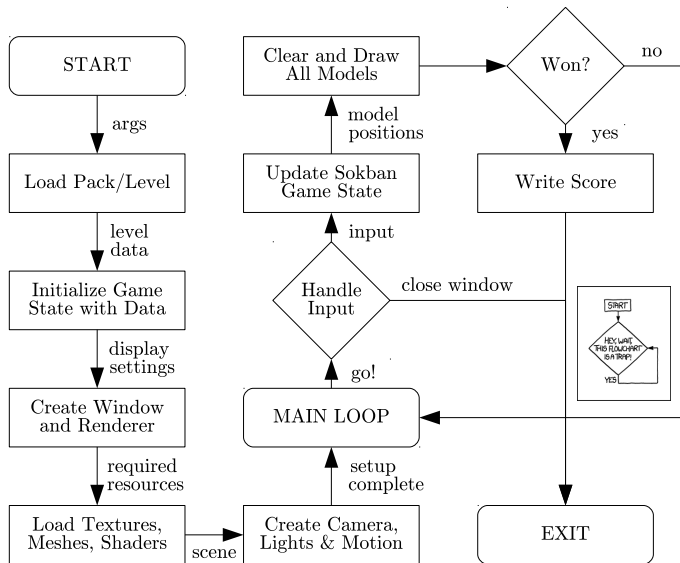 START
args
Load Pack/Level
level
data
Initialize Game
State with Data
display
settings
Create Window
and Renderer
required
resources
Load Textures,
Meshes, Shaders
scene
Create Camera,
Lights & Motion
setup
complete
MAIN LOOP
go!
Handle
Input
close window
input
Update Sokban
Game State
model
positions
Clear and Draw
All Models
Won?
no
yes
Write Score
START
HEY, WAIT,
THIS FLOWCHART
IS A TRAP!
YES
EXIT